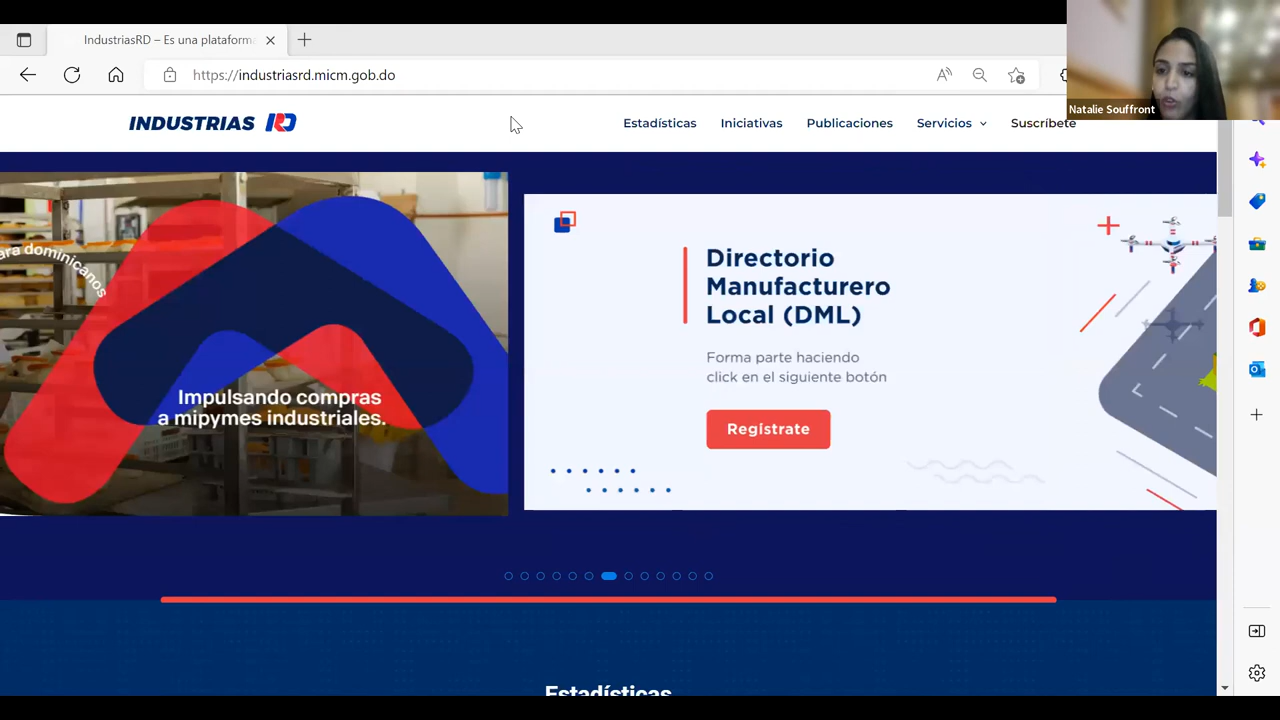 IndustriasRD – Es una plataform
https://industriasrd.micm.gob.do
Natalie Souffront
INDUSTRIAS RD
Estadísticas
Iniciativas
Publicaciones
Servicios
Suscríbete
ara dominicanos
Impulsando compras
a mipymes industriales.
Directorio
Manufacturero
Local (DML)
Forma parte haciendo
click en el siguiente botón
Regístrate
Estadísticas